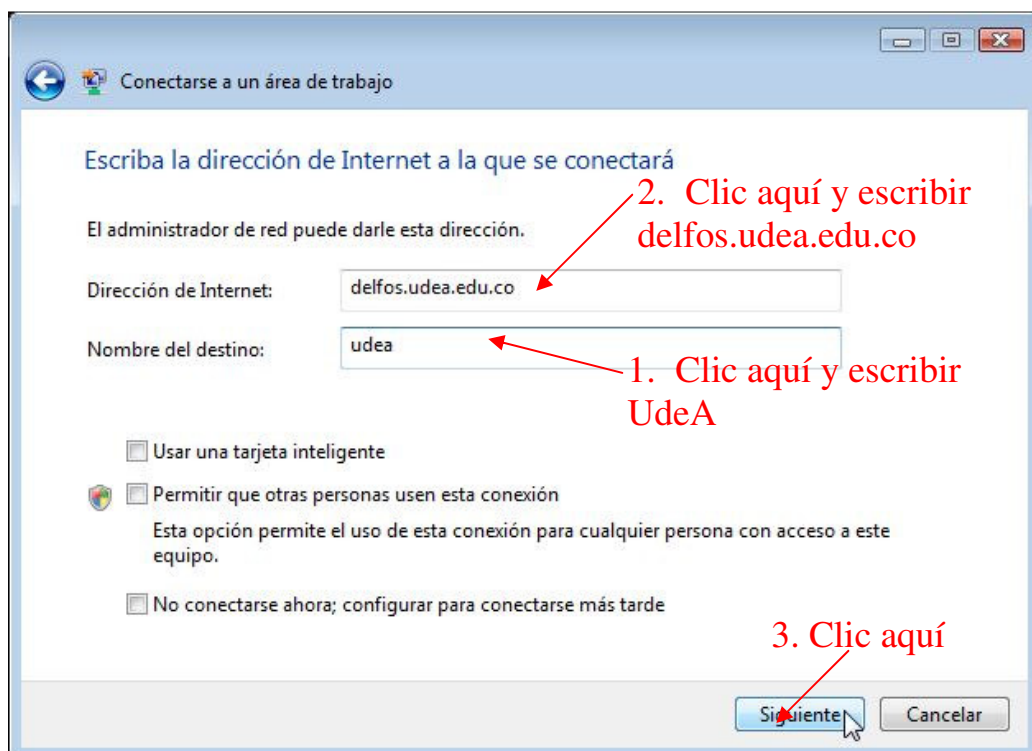 Conectarse a un área de trabajo
Escriba la dirección de Internet a la que se conectará
2. Clic aquí y escribir
delfos.udea.edu.co
El administrador de red puede darle esta dirección.
Dirección de Internet:
delfos.udea.edu.co
Nombre del destino:
udea
1. Clic aquí y escribir
UdeA
Usar una tarjeta inteligente
Permitir que otras personas usen esta conexión
Esta opción permite el uso de esta conexión para cualquier persona con acceso a este
equipo.
No conectarse ahora; configurar para conectarse más tarde
3. Clic aquí
Siguiente
Cancelar